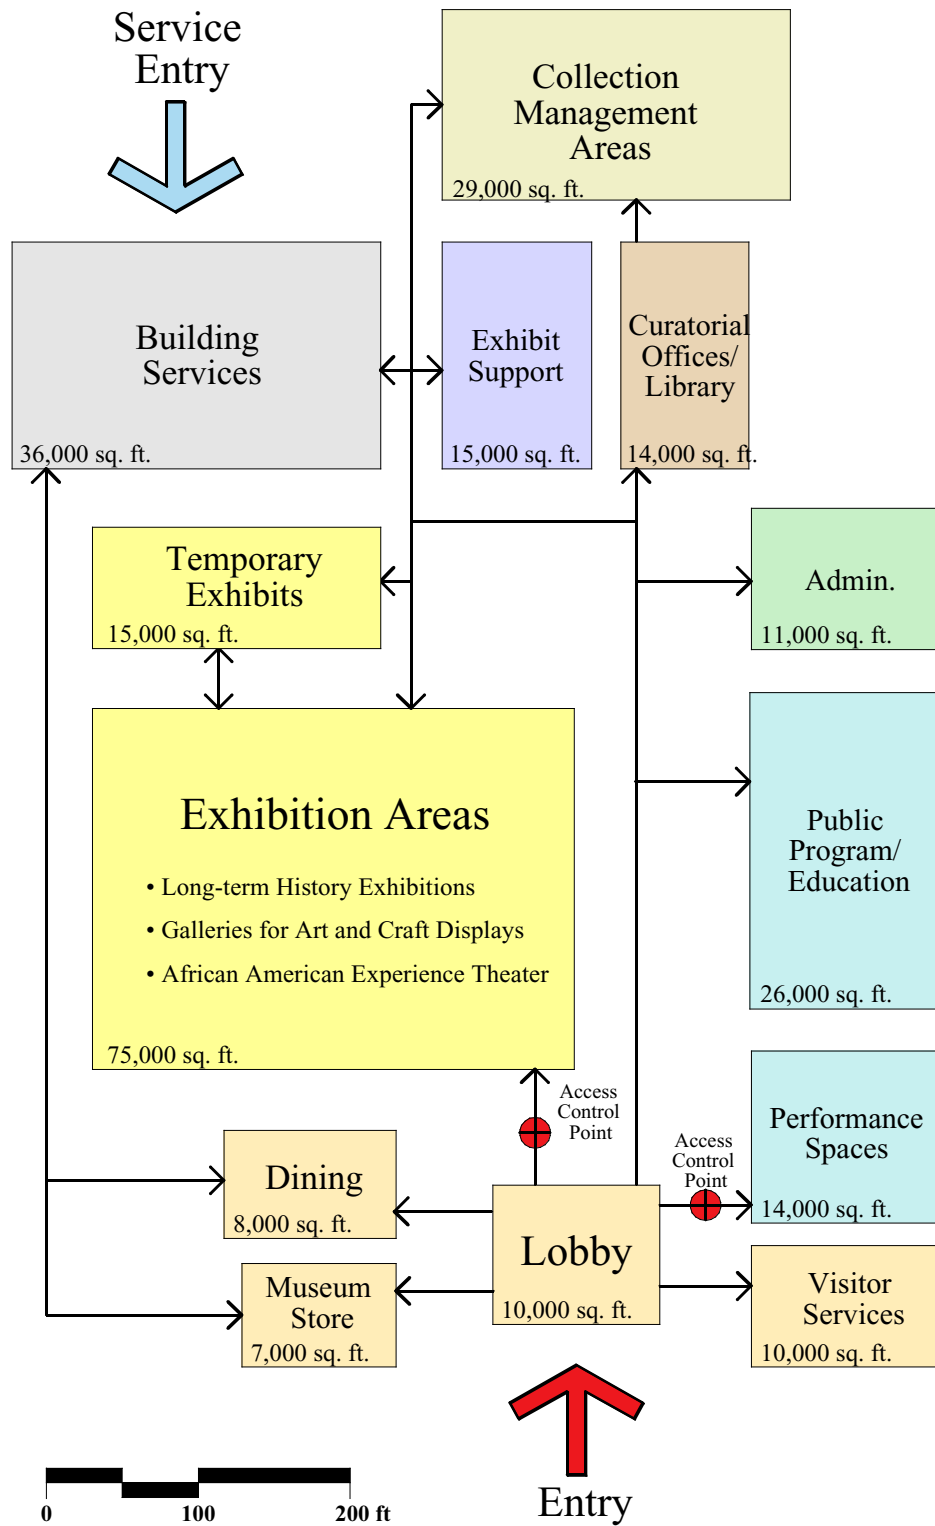 Service
Entry
Collection
Management
Areas
29,000 sq. ft.
Building
Services
36,000 sq. ft.
Exhibit
Support
15,000 sq. ft.
Curatorial
Offices/
Library
14,000 sq. ft.
Temporary
Exhibits
15,000 sq. ft.
Admin.
11,000 sq. ft.
Exhibition Areas
• Long-term History Exhibitions
• Galleries for Art and Craft Displays
• African American Experience Theater
75,000 sq. ft.
Public
Program/
Education
26,000 sq. ft.
Access
Control
Point
Access
Control
Point
Performance
Spaces
14,000 sq. ft.
Dining
8,000 sq. ft.
Lobby
10,000 sq. ft.
Museum
Store
7,000 sq. ft.
Visitor
Services
10,000 sq. ft.
0 100 200 ft
Entry